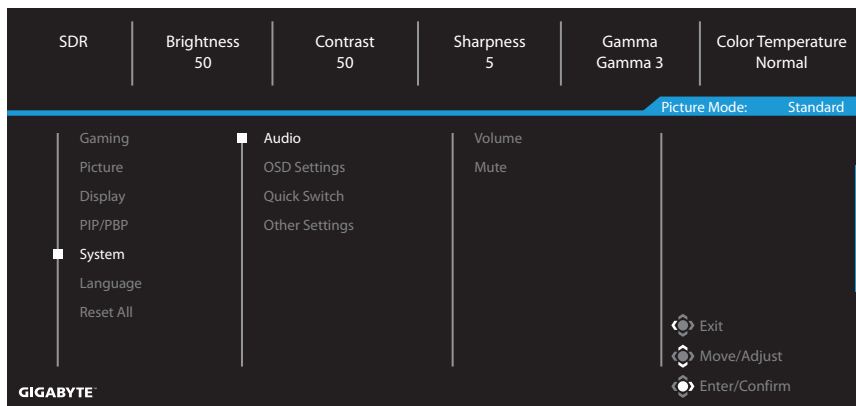 SDR Brightness Contrast Sharpness Gamma Color Temperature
50 50 5 Gamma 3 Normal
Picture Mode: Standard
Gaming Audio Volume
Picture OSD Settings Mute
Display Quick Switch
PIP/PBP Other Settings
System
Language
Reset All
Exit
Move/Adjust
GIGABYTE™ Enter/Confirm